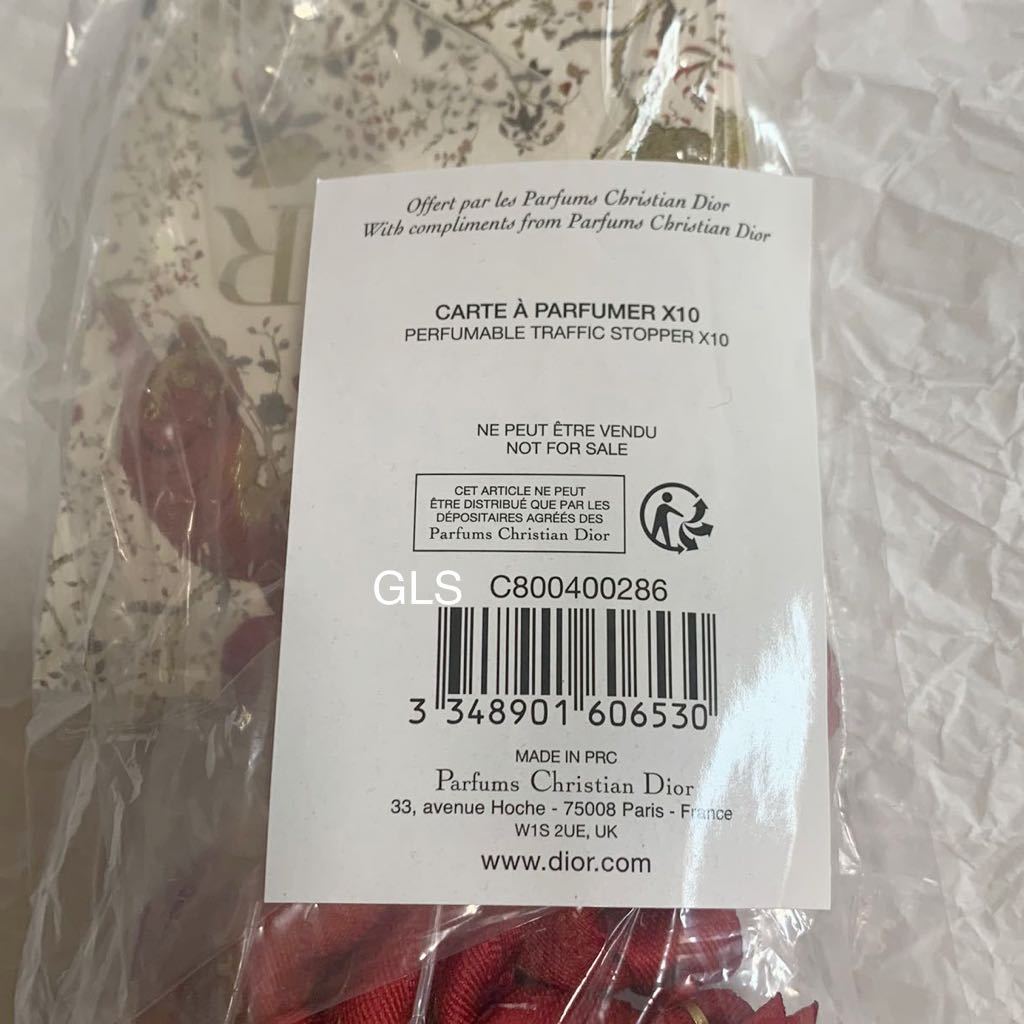 R
Offert par les Parfums Christian Dior
With compliments from Parfums Christian Dior
CARTE À PARFUMER X10
PERFUMABLE TRAFFIC STOPPER X10
NE PEUT ÊTRE VENDU
NOT FOR SALE
CET ARTICLE NE PEUT
ÊTRE DISTRIBUÉ QUE PAR LES
DÉPOSITAIRES AGRÉÉS DES
Parfums Christian Dior
GLS C800400286
3 348901 606530
MADE IN PRC
Parfums Christian Dior
33, avenue Hoche - 75008 Paris - France
W1S 2UE, UK
www.dior.com